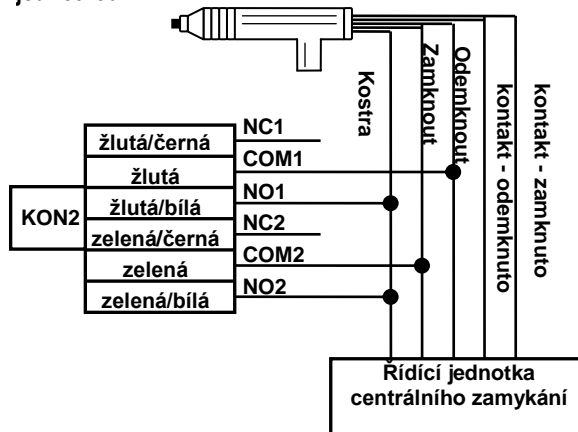 Kostra
Zamknout
Odemknout
kontakt - odemknuto
kontakt - zamknuto
KON2
žlutá/černá NC1
žlutá COM1
žlutá/bílá NO1
zelená/černá NC2
zelená COM2
zelená/bílá NO2
Řídící jednotka
centrálního zamykání